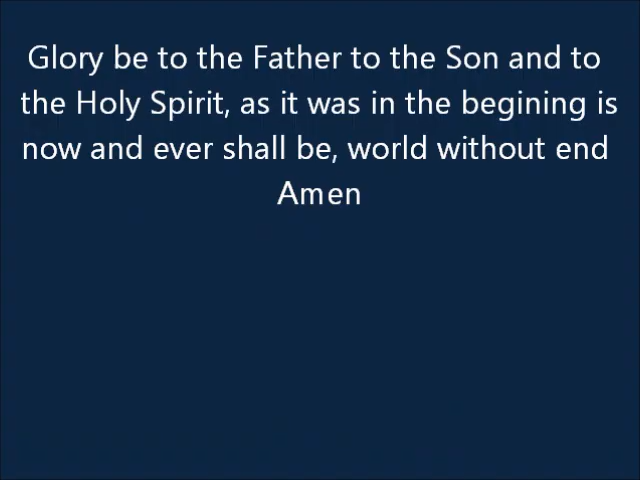 Glory be to the Father to the Son and to
the Holy Spirit, as it was in the begining is
now and ever shall be, world without end
Amen